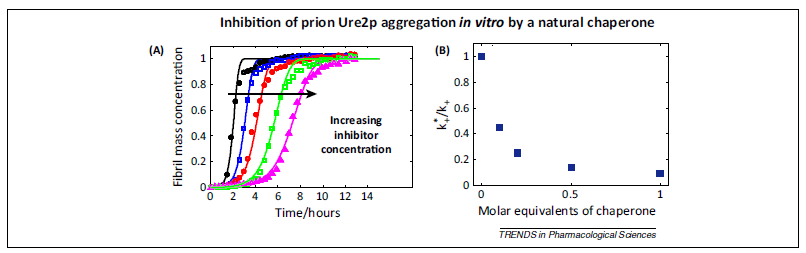 Inhibition of prion Ure2p aggregation in vitro by a natural chaperone
(A)
Fibril mass concentration
1
0.8
0.6
0.4
0.2
0
0 2 4 6 8 10 12 14
Time/hours
Increasing
inhibitor
concentration
(B)
k*+/k+
1
0.8
0.6
0.4
0.2
0
0 0.5 1
Molar equivalents of chaperone
TRENDS in Pharmacological Sciences